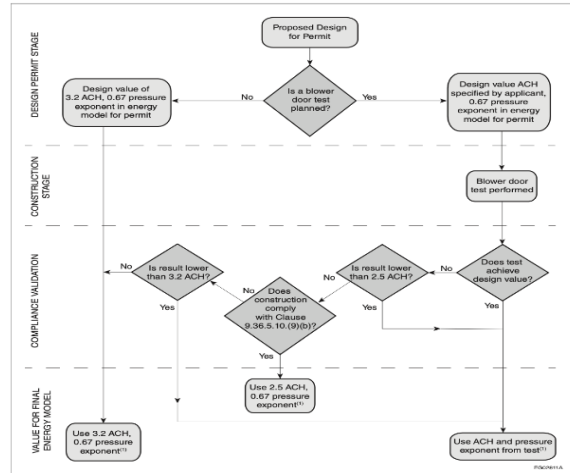 DESIGN PERMIT STAGE
Proposed Design
for Permit
Design value of
3.2 ACH, 0.67 pressure
exponent in energy
model for permit
No
Is a blower
door test
planned?
Yes
Design value ACH
specified by applicant,
0.67 pressure
exponent in energy
model for permit
CONSTRUCTION
STAGE
Blower door
test performed
COMPLIANCE VALIDATION
No
Is result lower
than 3.2 ACH?
Yes
No
Does
construction
comply
with Clause
9.36.5.10.(9)(b)?
Yes
No
Is result lower
than 2.5 ACH?
Yes
No
Does test
achieve
design value?
Yes
VALUE FOR FINAL
ENERGY MODEL
Use 3.2 ACH,
0.67 pressure
exponent
Use 2.5 ACH,
0.67 pressure
exponent
Use ACH and pressure
exponent from test